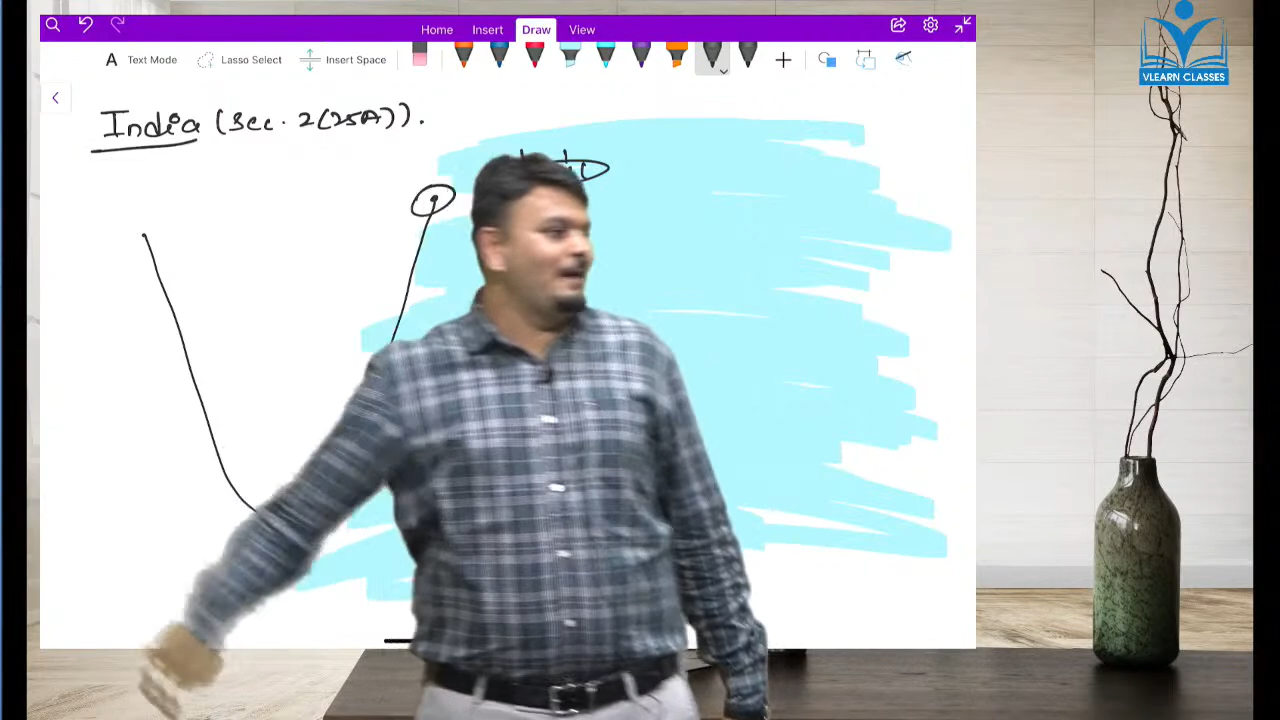 VLEARN CLASSES
Home Insert Draw View
A Text Mode Lasso Select Insert Space
India (Sec. 2(25A)).